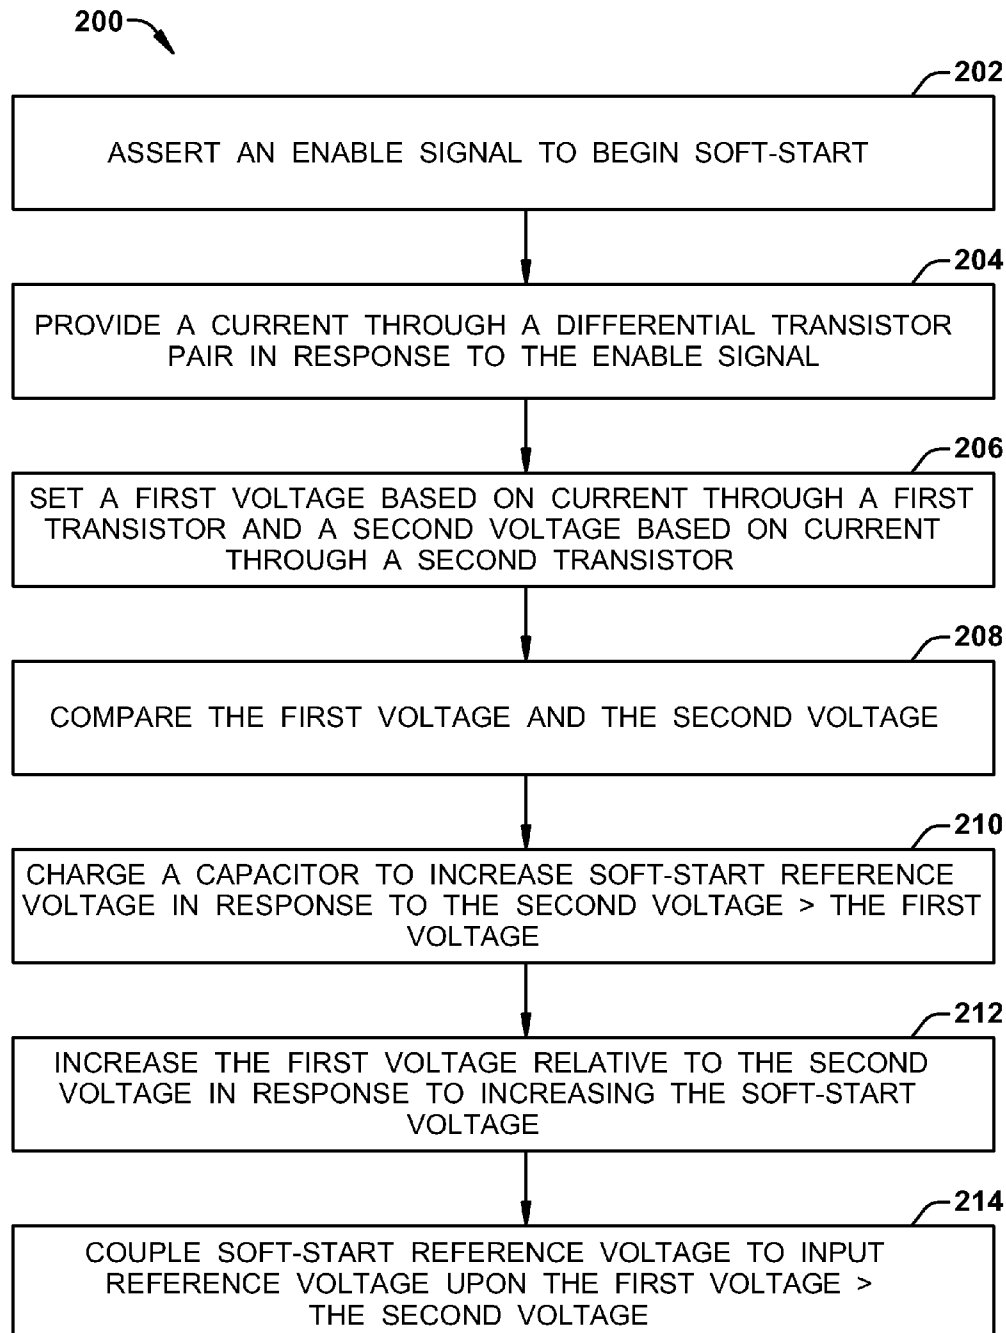 200
202
ASSERT AN ENABLE SIGNAL TO BEGIN SOFT-START
204
PROVIDE A CURRENT THROUGH A DIFFERENTIAL TRANSISTOR
PAIR IN RESPONSE TO THE ENABLE SIGNAL
206
SET A FIRST VOLTAGE BASED ON CURRENT THROUGH A FIRST
TRANSISTOR AND A SECOND VOLTAGE BASED ON CURRENT
THROUGH A SECOND TRANSISTOR
208
COMPARE THE FIRST VOLTAGE AND THE SECOND VOLTAGE
210
CHARGE A CAPACITOR TO INCREASE SOFT-START REFERENCE
VOLTAGE IN RESPONSE TO THE SECOND VOLTAGE > THE FIRST
VOLTAGE
212
INCREASE THE FIRST VOLTAGE RELATIVE TO THE SECOND
VOLTAGE IN RESPONSE TO INCREASING THE SOFT-START
VOLTAGE
214
COUPLE SOFT-START REFERENCE VOLTAGE TO INPUT
REFERENCE VOLTAGE UPON THE FIRST VOLTAGE >
THE SECOND VOLTAGE